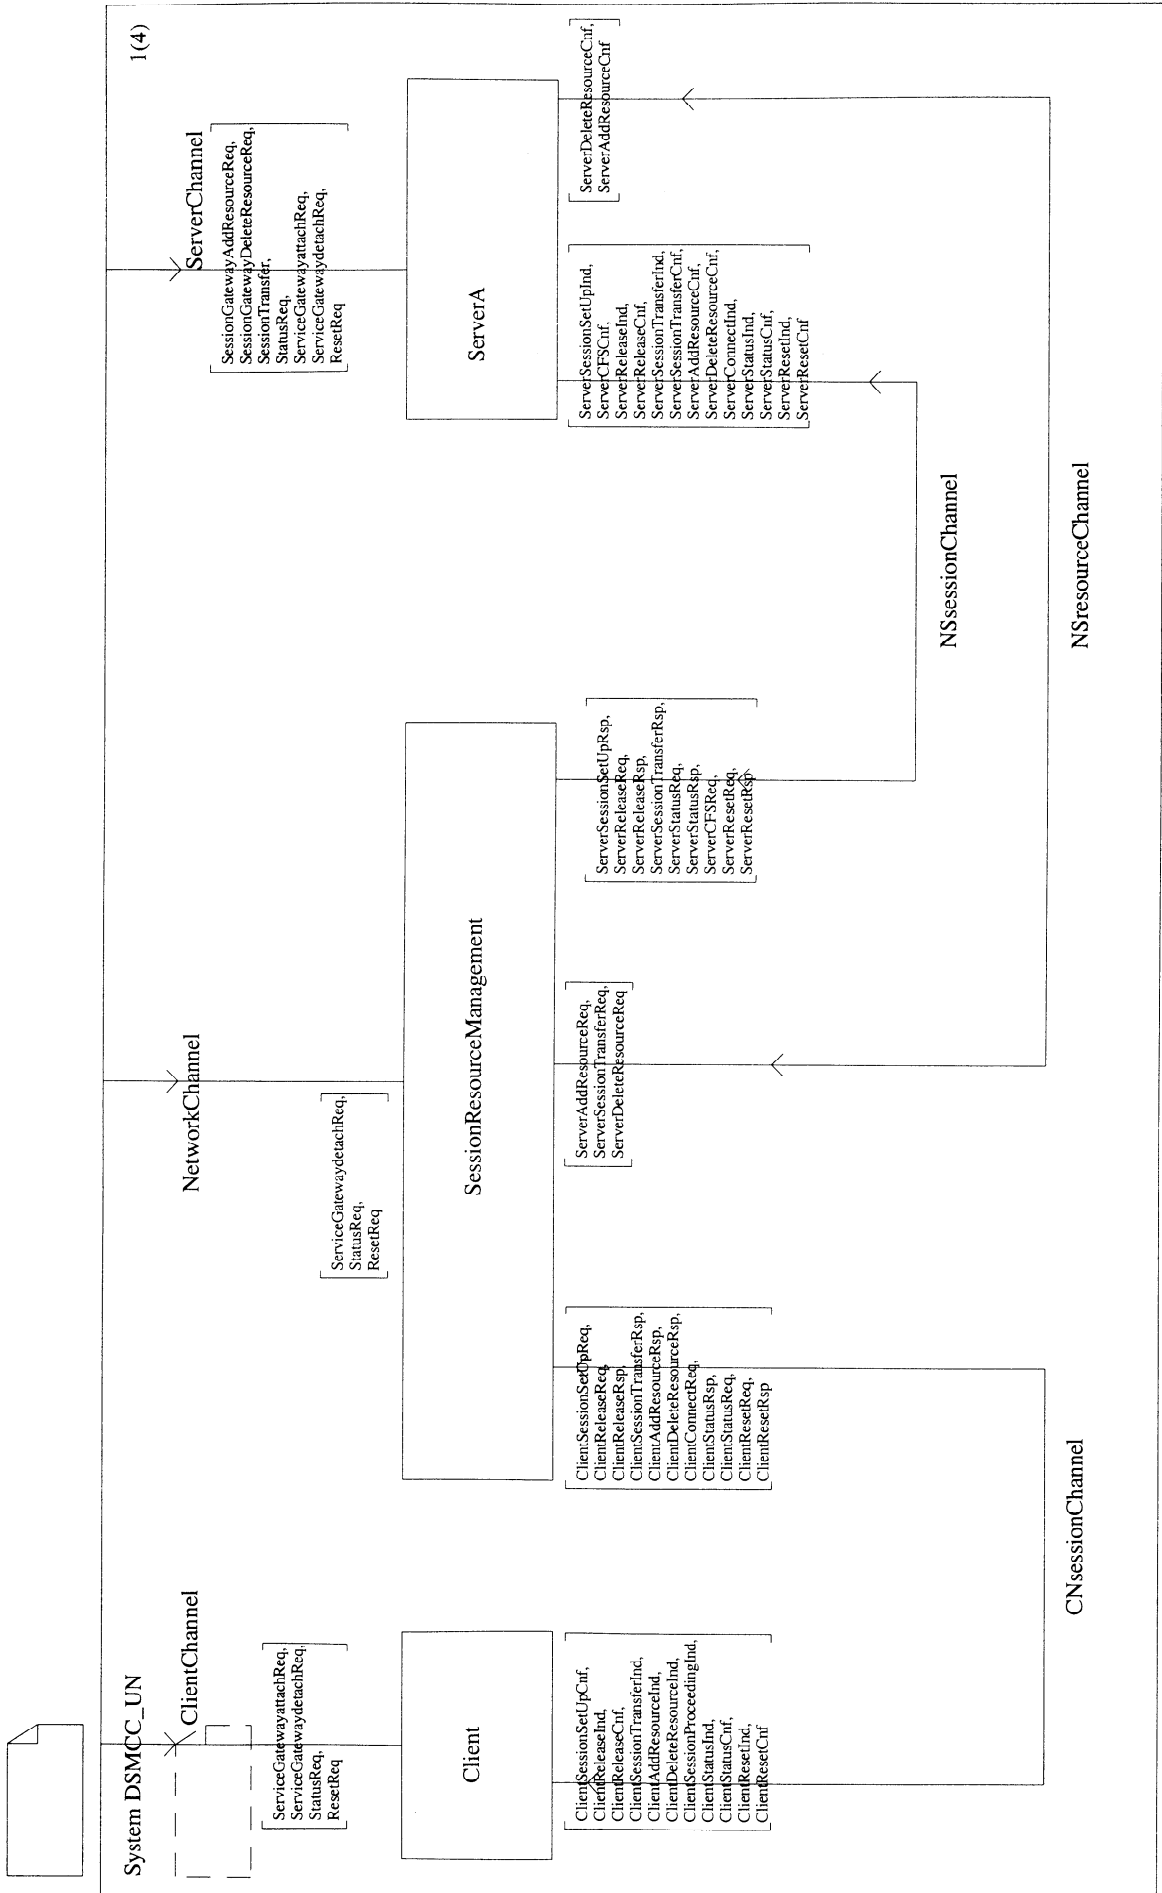 System DSMCC_UN
1(4)
ClientChannel
ServiceGatewayattachReq,
ServiceGatewaydetachReq,
StatusReq,
ResetReq
Client
ClientSessionSetUpCnf,
ClientReleaseInd,
ClientReleaseCnf,
ClientSessionTransferInd,
ClientAddResourceInd,
ClientDeleteResourceInd,
ClientSessionProceedingInd,
ClientStatusInd,
ClientStatusCnf,
ClientResetInd,
ClientResetCnf
CNsessionChannel
NetworkChannel
ServiceGatewaydetachReq,
StatusReq,
ResetReq
SessionResourceManagement
ClientSessionSetUpReq,
ClientReleaseReq,
ClientReleaseRsp,
ClientSessionTransferRsp,
ClientAddResourceRsp,
ClientDeleteResourceRsp,
ClientConnectReq,
ClientStatusRsp,
ClientStatusReq,
ClientResetReq,
ClientResetRsp
ServerAddResourceReq,
ServerSessionTransferReq,
ServerDeleteResourceReq
ServerSessionSetUpRsp,
ServerReleaseReq,
ServerReleaseRsp,
ServerSessionTransferRsp,
ServerStatusReq,
ServerStatusRsp,
ServerCFSReq,
ServerResetReq,
ServerResetRsp
NSsessionChannel
NSresourceChannel
ServerChannel
SessionGatewayAddResourceReq,
SessionGatewayDeleteResourceReq,
SessionTransfer,
StatusReq,
ServiceGatewayattachReq,
ServiceGatewaydetachReq,
ResetReq
ServerA
ServerSessionSetUpInd,
ServerCFSCnf,
ServerReleaseInd,
ServerReleaseCnf,
ServerSessionTransferInd,
ServerSessionTransferCnf,
ServerAddResourceCnf,
ServerDeleteResourceCnf,
ServerConnectInd,
ServerStatusInd,
ServerStatusCnf,
ServerResetInd,
ServerResetCnf
ServerDeleteResourceCnf,
ServerAddResourceCnf